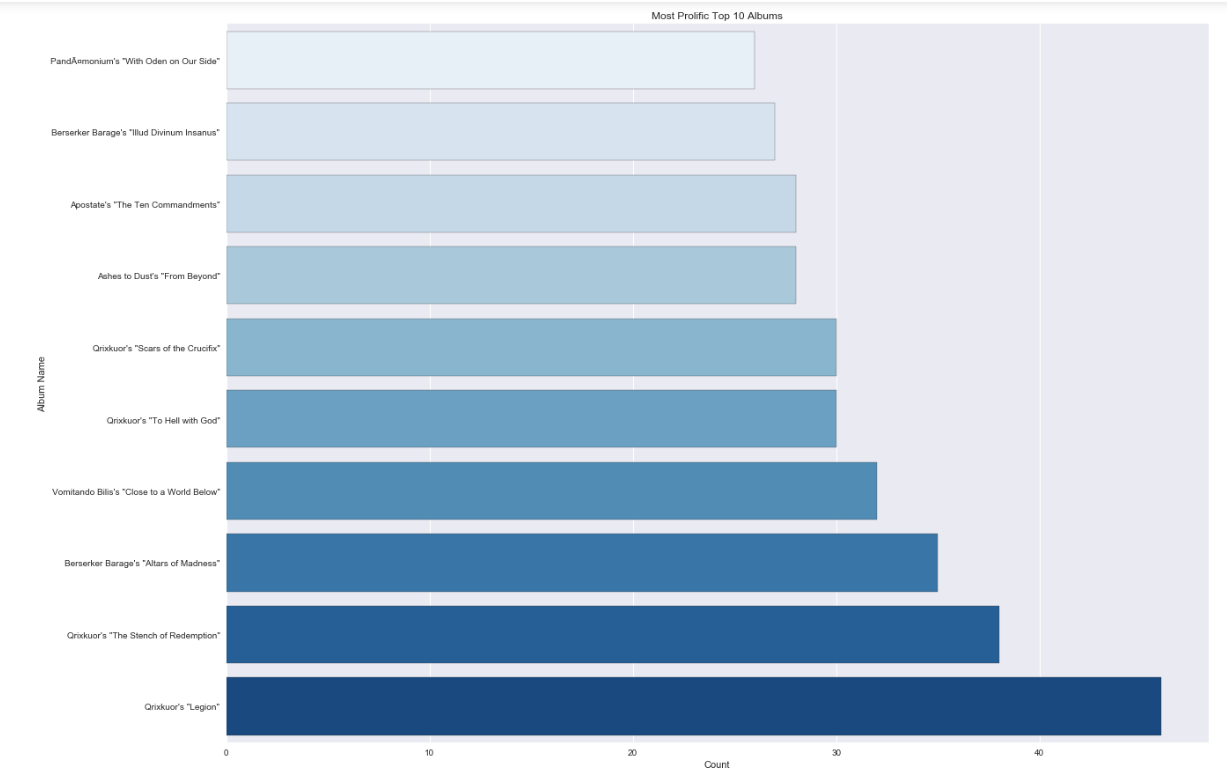 Most Prolific Top 10 Albums
PandÃ¤monium's "With Oden on Our Side"
Berserker Barage's "Illud Divinum Insanus"
Apostate's "The Ten Commandments"
Ashes to Dust's "From Beyond"
Qrixkuor's "Scars of the Crucifix"
Qrixkuor's "To Hell with God"
Vomitando Bilis's "Close to a World Below"
Berserker Barage's "Altars of Madness"
Qrixkuor's "The Stench of Redemption"
Qrixkuor's "Legion"
Album Name
0 10 20 30 40
Count